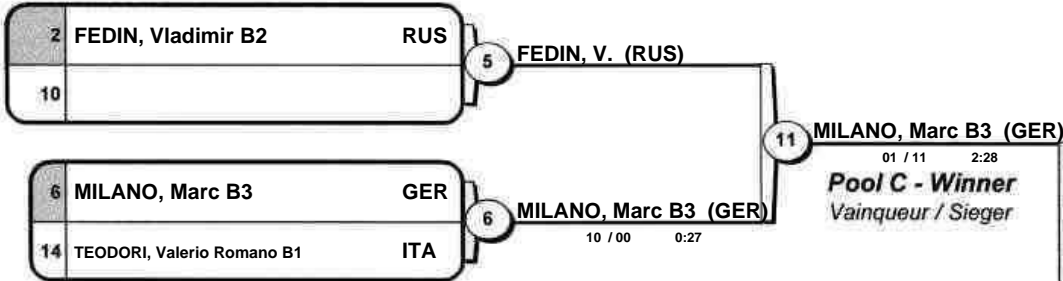 2 FEDIN, Vladimir B2 RUS
10
5 FEDIN, V. (RUS)
6 MILANO, Marc B3 GER
14 TEODORI, Valerio Romano B1 ITA
6 MILANO, Marc B3 (GER)
10 / 00 0:27
11 MILANO, Marc B3 (GER)
01 / 11 2:28
Pool C - Winner
Vainqueur / Sieger